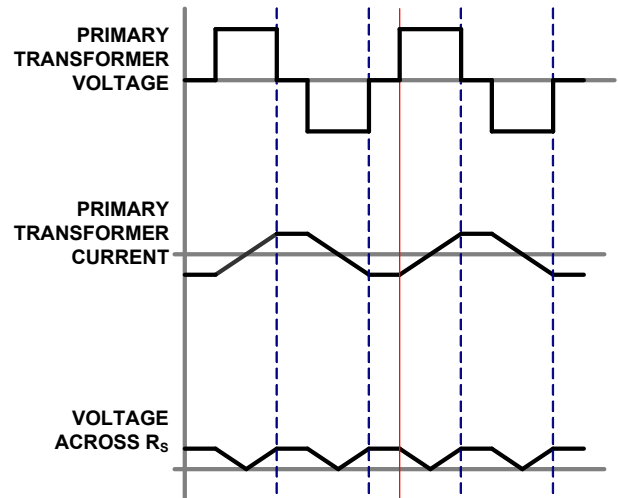 PRIMARY
TRANSFORMER
VOLTAGE
PRIMARY
TRANSFORMER
CURRENT
VOLTAGE
ACROSS RS